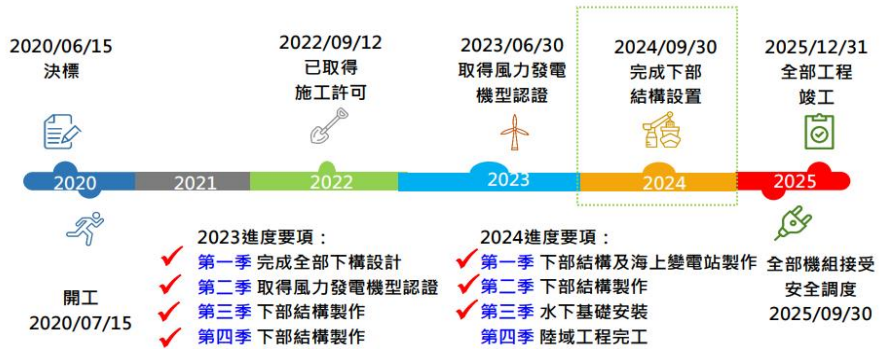 2020/06/15
決標
2022/09/12
已取得
施工許可
2023/06/30
取得風力發電
機型認證
2024/09/30
完成下部
結構設置
2025/12/31
全部工程
竣工
2020
2021
2022
2023
2024
2025
開工
2020/07/15
2023進度要項：
第一季 完成全部下構設計
第二季 取得風力發電機型認證
第三季 下部結構製作
第四季 下部結構製作
2024進度要項：
第一季 下部結構及海上變電站製作
第二季 下部結構製作
第三季 水下基礎安裝
第四季 陸域工程完工
全部機組接受
安全調度
2025/09/30